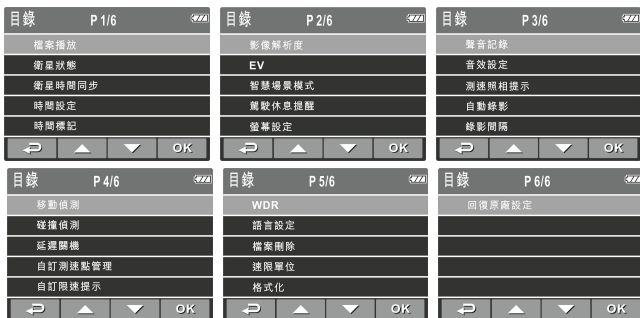 目錄 P 1/6
檔案播放
衛星狀態
衛星時間同步
時間設定
時間標記
OK
目錄 P 2/6
影像解析度
EV
智慧場景模式
駕駛休息提醒
螢幕設定
OK
目錄 P 3/6
聲音記錄
音效設定
測速照相提示
自動錄影
錄影間隔
OK
目錄 P 4/6
移動偵測
碰撞偵測
延遲關機
自訂測速點管理
自訂限速提示
OK
目錄 P 5/6
WDR
語言設定
檔案刪除
速限單位
格式化
OK
目錄 P 6/6
回復原廠設定
OK